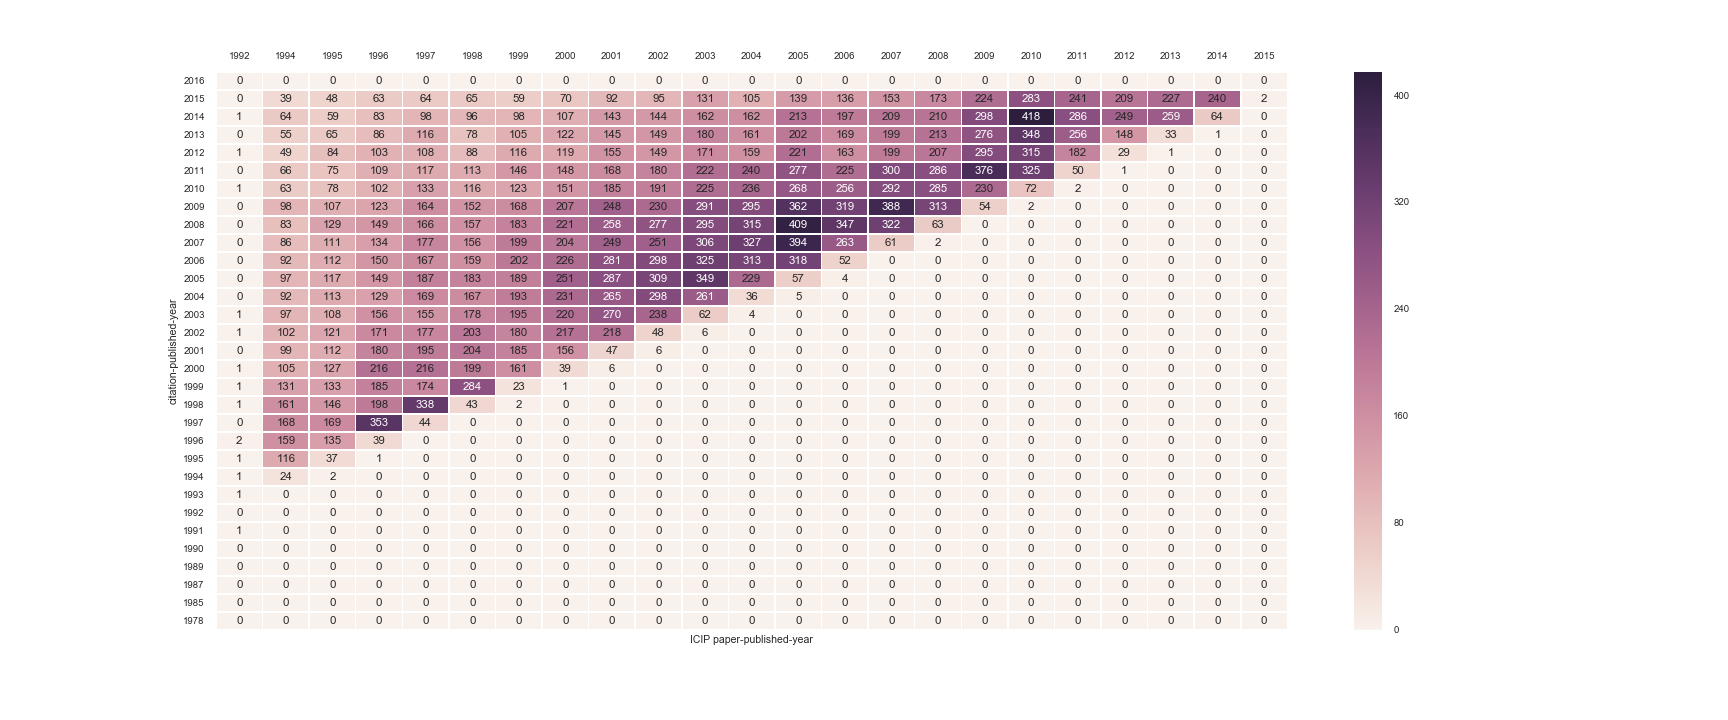 1992 1994 1995 1996 1997 1998 1999 2000 2001 2002 2003 2004 2005 2006 2007 2008 2009 2010 2011 2012 2013 2014 2015
2016 0 0 0 0 0 0 0 0 0 0 0 0 0 0 0 0 0 0 0 0 0 0 0
2015 0 39 48 63 64 65 59 70 92 95 131 105 139 136 153 173 224 283 241 209 227 240 2
2014 1 64 59 83 98 96 98 107 143 144 162 162 213 197 209 210 298 418 286 249 259 64 0
2013 0 55 65 86 116 78 105 122 145 149 180 161 202 169 199 213 276 348 256 148 33 1 0
2012 1 49 84 103 108 88 116 119 155 149 171 159 221 163 199 207 295 315 182 29 1 0 0
2011 0 66 75 109 117 113 146 148 168 180 222 240 277 225 300 286 376 325 50 1 0 0 0
2010 1 63 78 102 133 116 123 151 185 191 225 236 268 256 292 285 230 72 2 0 0 0 0
2009 0 98 107 123 164 152 168 207 248 230 291 295 362 319 388 313 54 2 0 0 0 0 0
2008 0 83 129 149 166 157 183 221 258 277 295 315 409 347 322 63 0 0 0 0 0 0 0
2007 0 86 111 134 177 156 199 204 249 251 306 327 394 263 61 2 0 0 0 0 0 0 0
2006 0 92 112 150 167 159 202 226 281 298 325 313 318 52 0 0 0 0 0 0 0 0 0
2005 0 97 117 149 187 183 189 251 287 309 349 229 57 4 0 0 0 0 0 0 0 0 0
2004 0 92 113 129 169 167 193 231 265 298 261 36 5 0 0 0 0 0 0 0 0 0 0
2003 1 97 108 156 155 178 195 220 270 238 62 4 0 0 0 0 0 0 0 0 0 0 0
2002 1 102 121 171 177 203 180 217 218 48 6 0 0 0 0 0 0 0 0 0 0 0 0
2001 0 99 112 180 195 204 185 156 47 6 0 0 0 0 0 0 0 0 0 0 0 0 0
2000 1 105 127 216 216 199 161 39 6 0 0 0 0 0 0 0 0 0 0 0 0 0 0
1999 1 131 133 185 174 284 23 1 0 0 0 0 0 0 0 0 0 0 0 0 0 0 0
1998 1 161 146 198 338 43 2 0 0 0 0 0 0 0 0 0 0 0 0 0 0 0 0
1997 0 168 169 353 44 0 0 0 0 0 0 0 0 0 0 0 0 0 0 0 0 0 0
1996 2 159 135 39 0 0 0 0 0 0 0 0 0 0 0 0 0 0 0 0 0 0 0
1995 1 116 37 1 0 0 0 0 0 0 0 0 0 0 0 0 0 0 0 0 0 0 0
1994 1 24 2 0 0 0 0 0 0 0 0 0 0 0 0 0 0 0 0 0 0 0 0
1993 1 0 0 0 0 0 0 0 0 0 0 0 0 0 0 0 0 0 0 0 0 0 0
1992 0 0 0 0 0 0 0 0 0 0 0 0 0 0 0 0 0 0 0 0 0 0 0
1991 1 0 0 0 0 0 0 0 0 0 0 0 0 0 0 0 0 0 0 0 0 0 0
1990 0 0 0 0 0 0 0 0 0 0 0 0 0 0 0 0 0 0 0 0 0 0 0
1989 0 0 0 0 0 0 0 0 0 0 0 0 0 0 0 0 0 0 0 0 0 0 0
1987 0 0 0 0 0 0 0 0 0 0 0 0 0 0 0 0 0 0 0 0 0 0 0
1985 0 0 0 0 0 0 0 0 0 0 0 0 0 0 0 0 0 0 0 0 0 0 0
1978 0 0 0 0 0 0 0 0 0 0 0 0 0 0 0 0 0 0 0 0 0 0 0
citation-published-year
ICIP paper-published-year
400
320
240
160
80
0